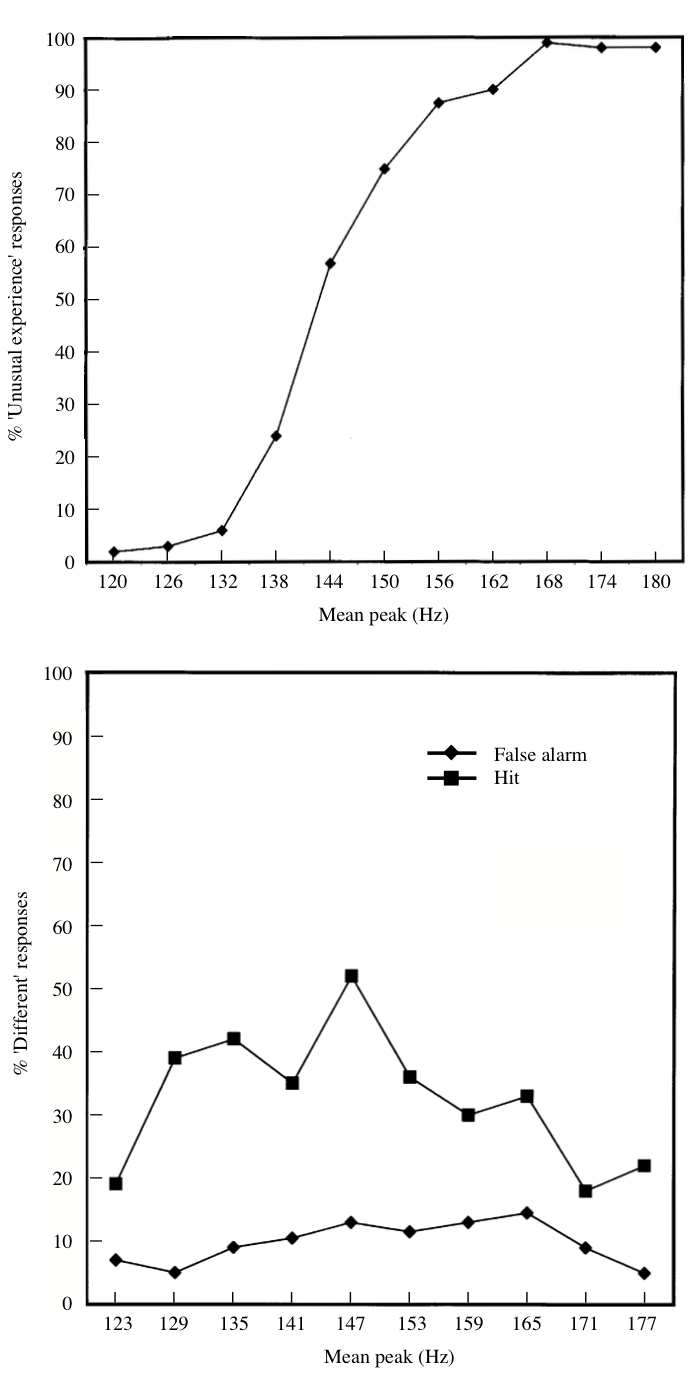 100
90
80
70
60
50
40
30
20
10
0
% 'Unusual experience' responses
120 126 132 138 144 150 156 162 168 174 180
Mean peak (Hz)
100
90
80
70
60
50
40
30
20
10
0
% 'Different' responses
False alarm
Hit
123 129 135 141 147 153 159 165 171 177
Mean peak (Hz)